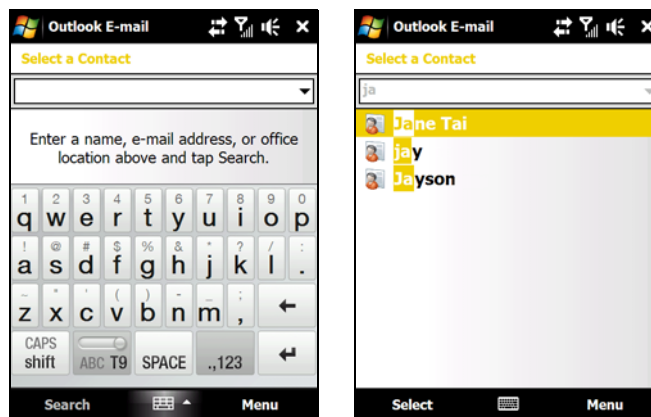 Outlook E-mail
Select a Contact
Enter a name, e-mail address, or office
location above and tap Search.
1 2 3 4 5 6 7 8 9 0
q w e r t y u i o p
! @ # $ % & * ? / :
a s d f g h j k l .
~ " ' ( ) - _ ;
z x c v b n m ,
CAPS
shift ABC T9 SPACE .,123
Search Menu
Outlook E-mail
Select a Contact
ja
Jane Tai
jay
Jayson
Select Menu